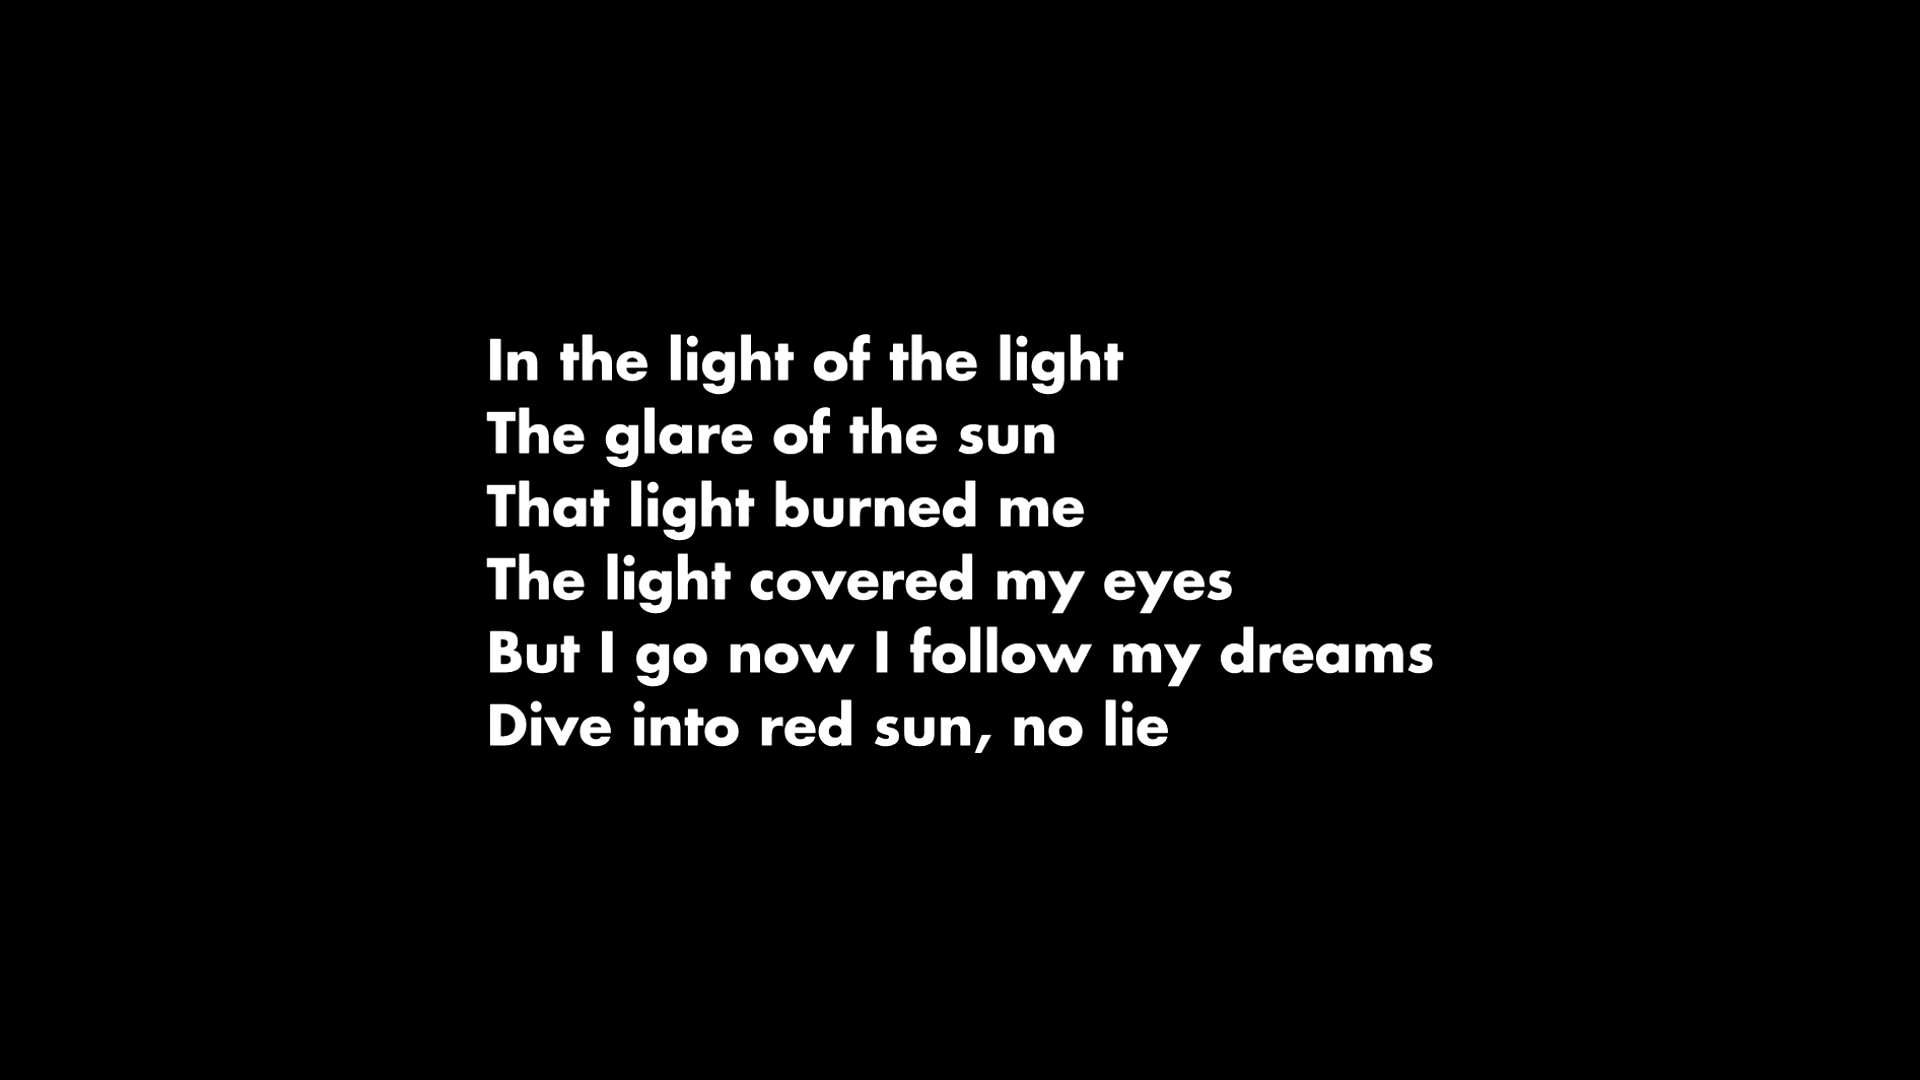 In the light of the light
The glare of the sun
That light burned me
The light covered my eyes
But I go now I follow my dreams
Dive into red sun, no lie